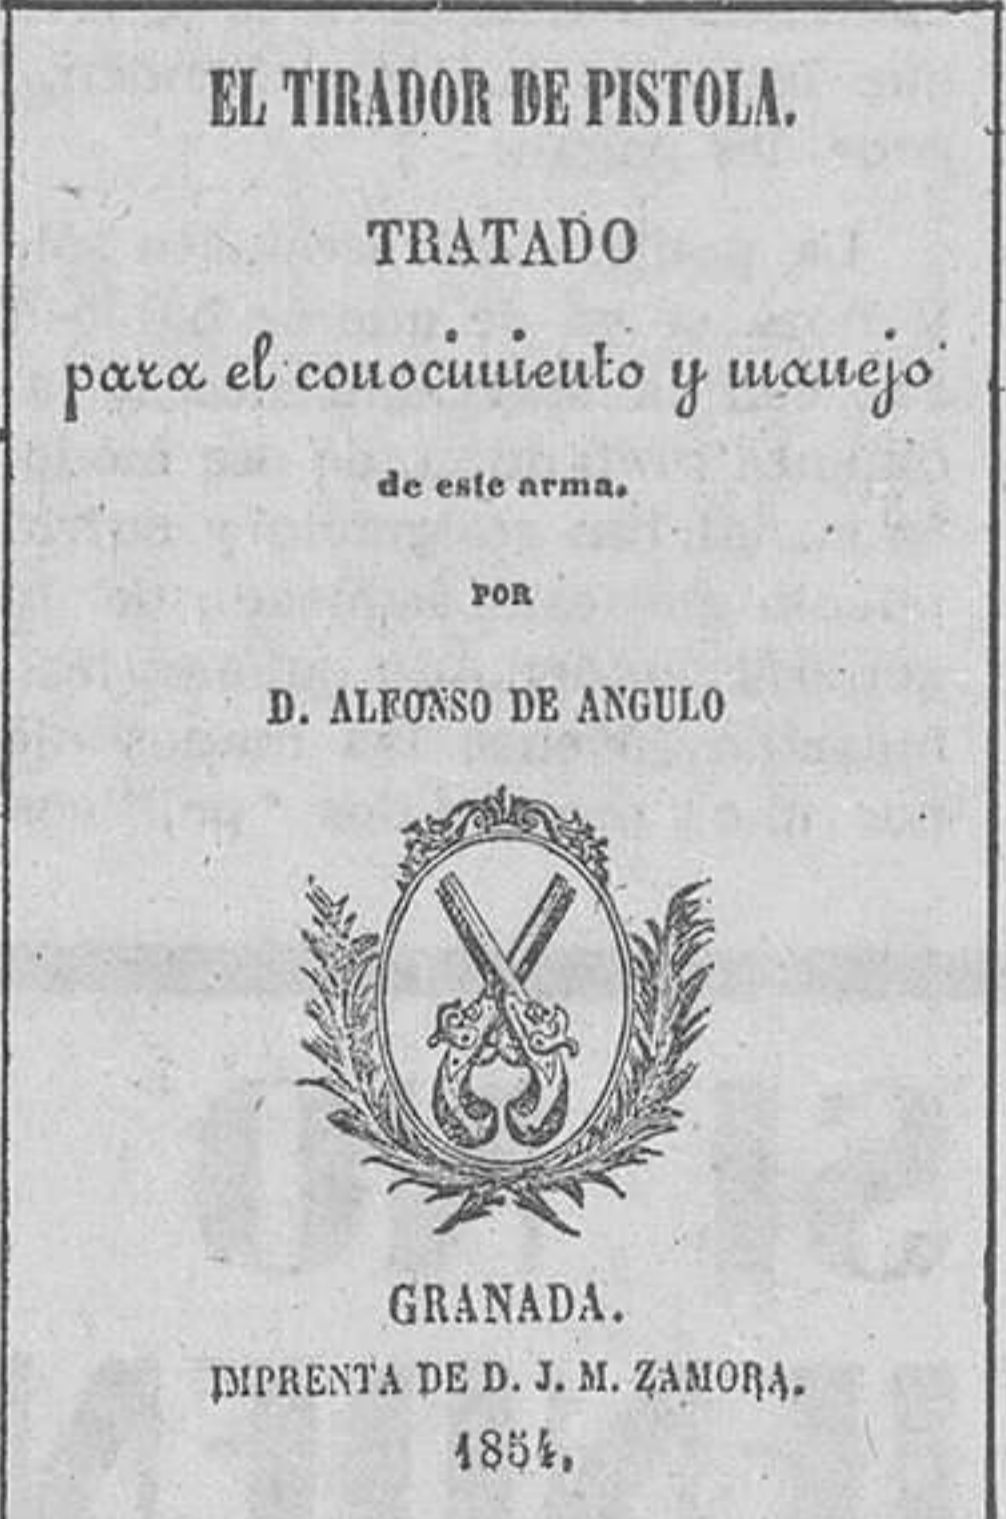 EL TIRADOR DE PISTOLA.
TRATADO
para el conocimiento y manejo
de este arma.
POR
D. ALFONSO DE ANGULO
GRANADA.
IMPRENTA DE D. J. M. ZAMORA.
1854.